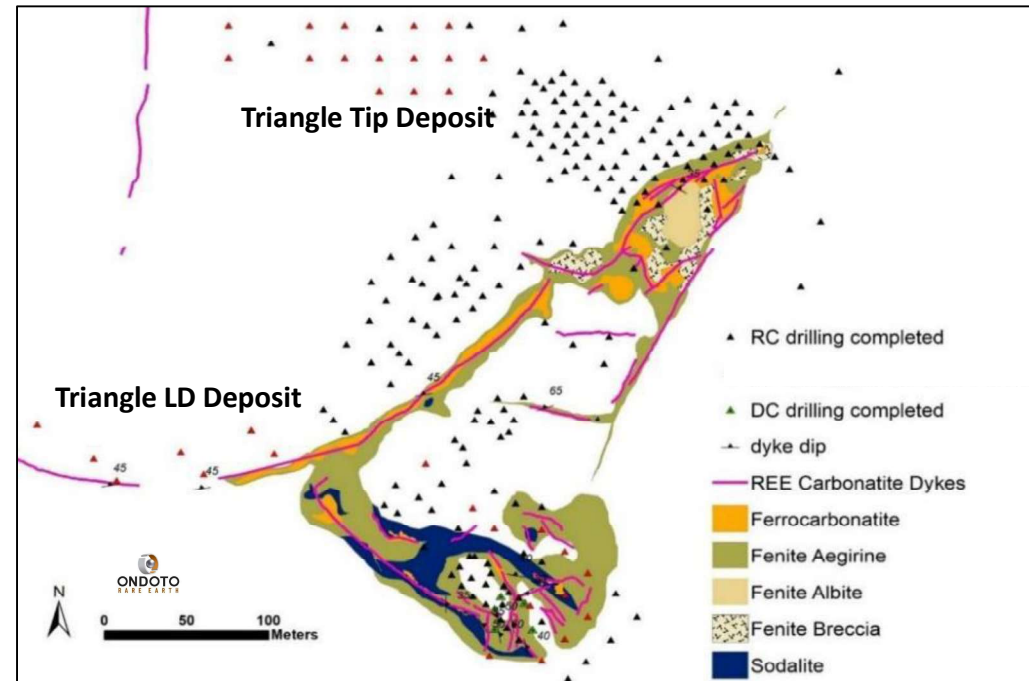 Triangle Tip Deposit
Triangle LD Deposit
45
65
45
45
40
RC drilling completed
DC drilling completed
dyke dip
REE Carbonatite Dykes
Ferrocarbonatite
Fenite Aegirine
Fenite Albite
Fenite Breccia
Sodalite
ONDOTO
RARE EARTH
N
0 50 100
Meters